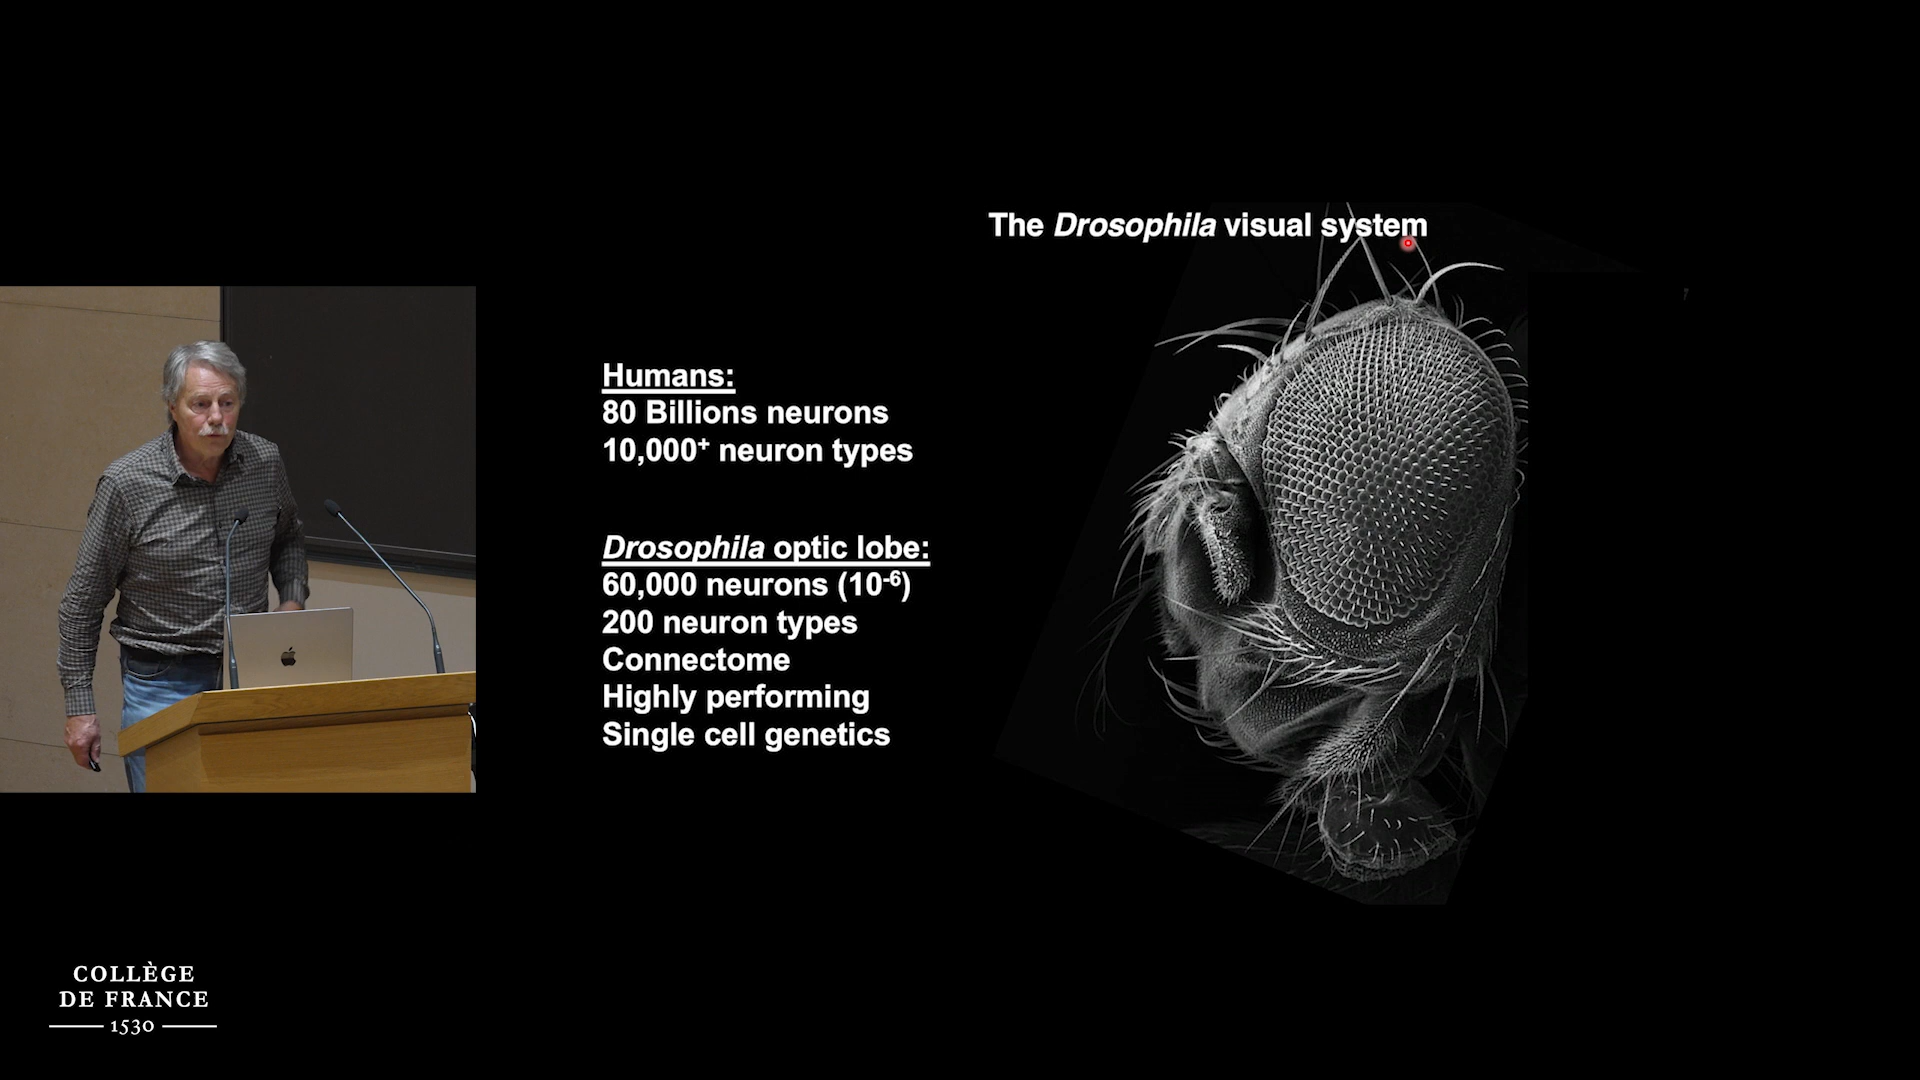 The Drosophila visual system
Humans:
80 Billions neurons
10,000⁺ neuron types
Drosophila optic lobe:
60,000 neurons (10⁻⁶)
200 neuron types
Connectome
Highly performing
Single cell genetics
COLLÈGE
DE FRANCE
1530